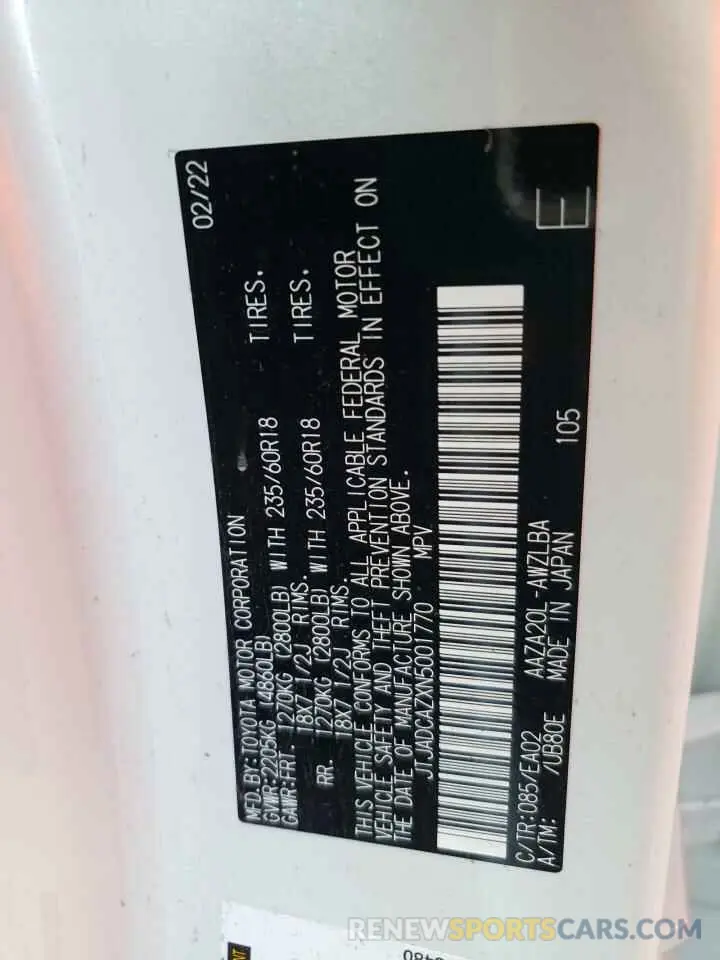 MFD BY:TOYOTA MOTOR CORPORATION 02/22
GVWR:2205KG (4860LB)
GAWR:FRT. 1270KG (2800LB) WITH 235/60R18 TIRES.
18X7 1/2J RIMS.
RR. 1270KG (2800LB) WITH 235/60R18 TIRES.
18X7 1/2J RIMS.
THIS VEHICLE CONFORMS TO ALL APPLICABLE FEDERAL MOTOR
VEHICLE SAFETY AND THEFT PREVENTION STANDARDS IN EFFECT ON
THE DATE OF MANUFACTURE SHOWN ABOVE.
JTJADCAZXN5001770 MPV
C/TR:085/EA02 AAZA20L-AWZLBA E
A/TM: /UB80E MADE IN JAPAN 105
RENEWSPORTSCARS.COM